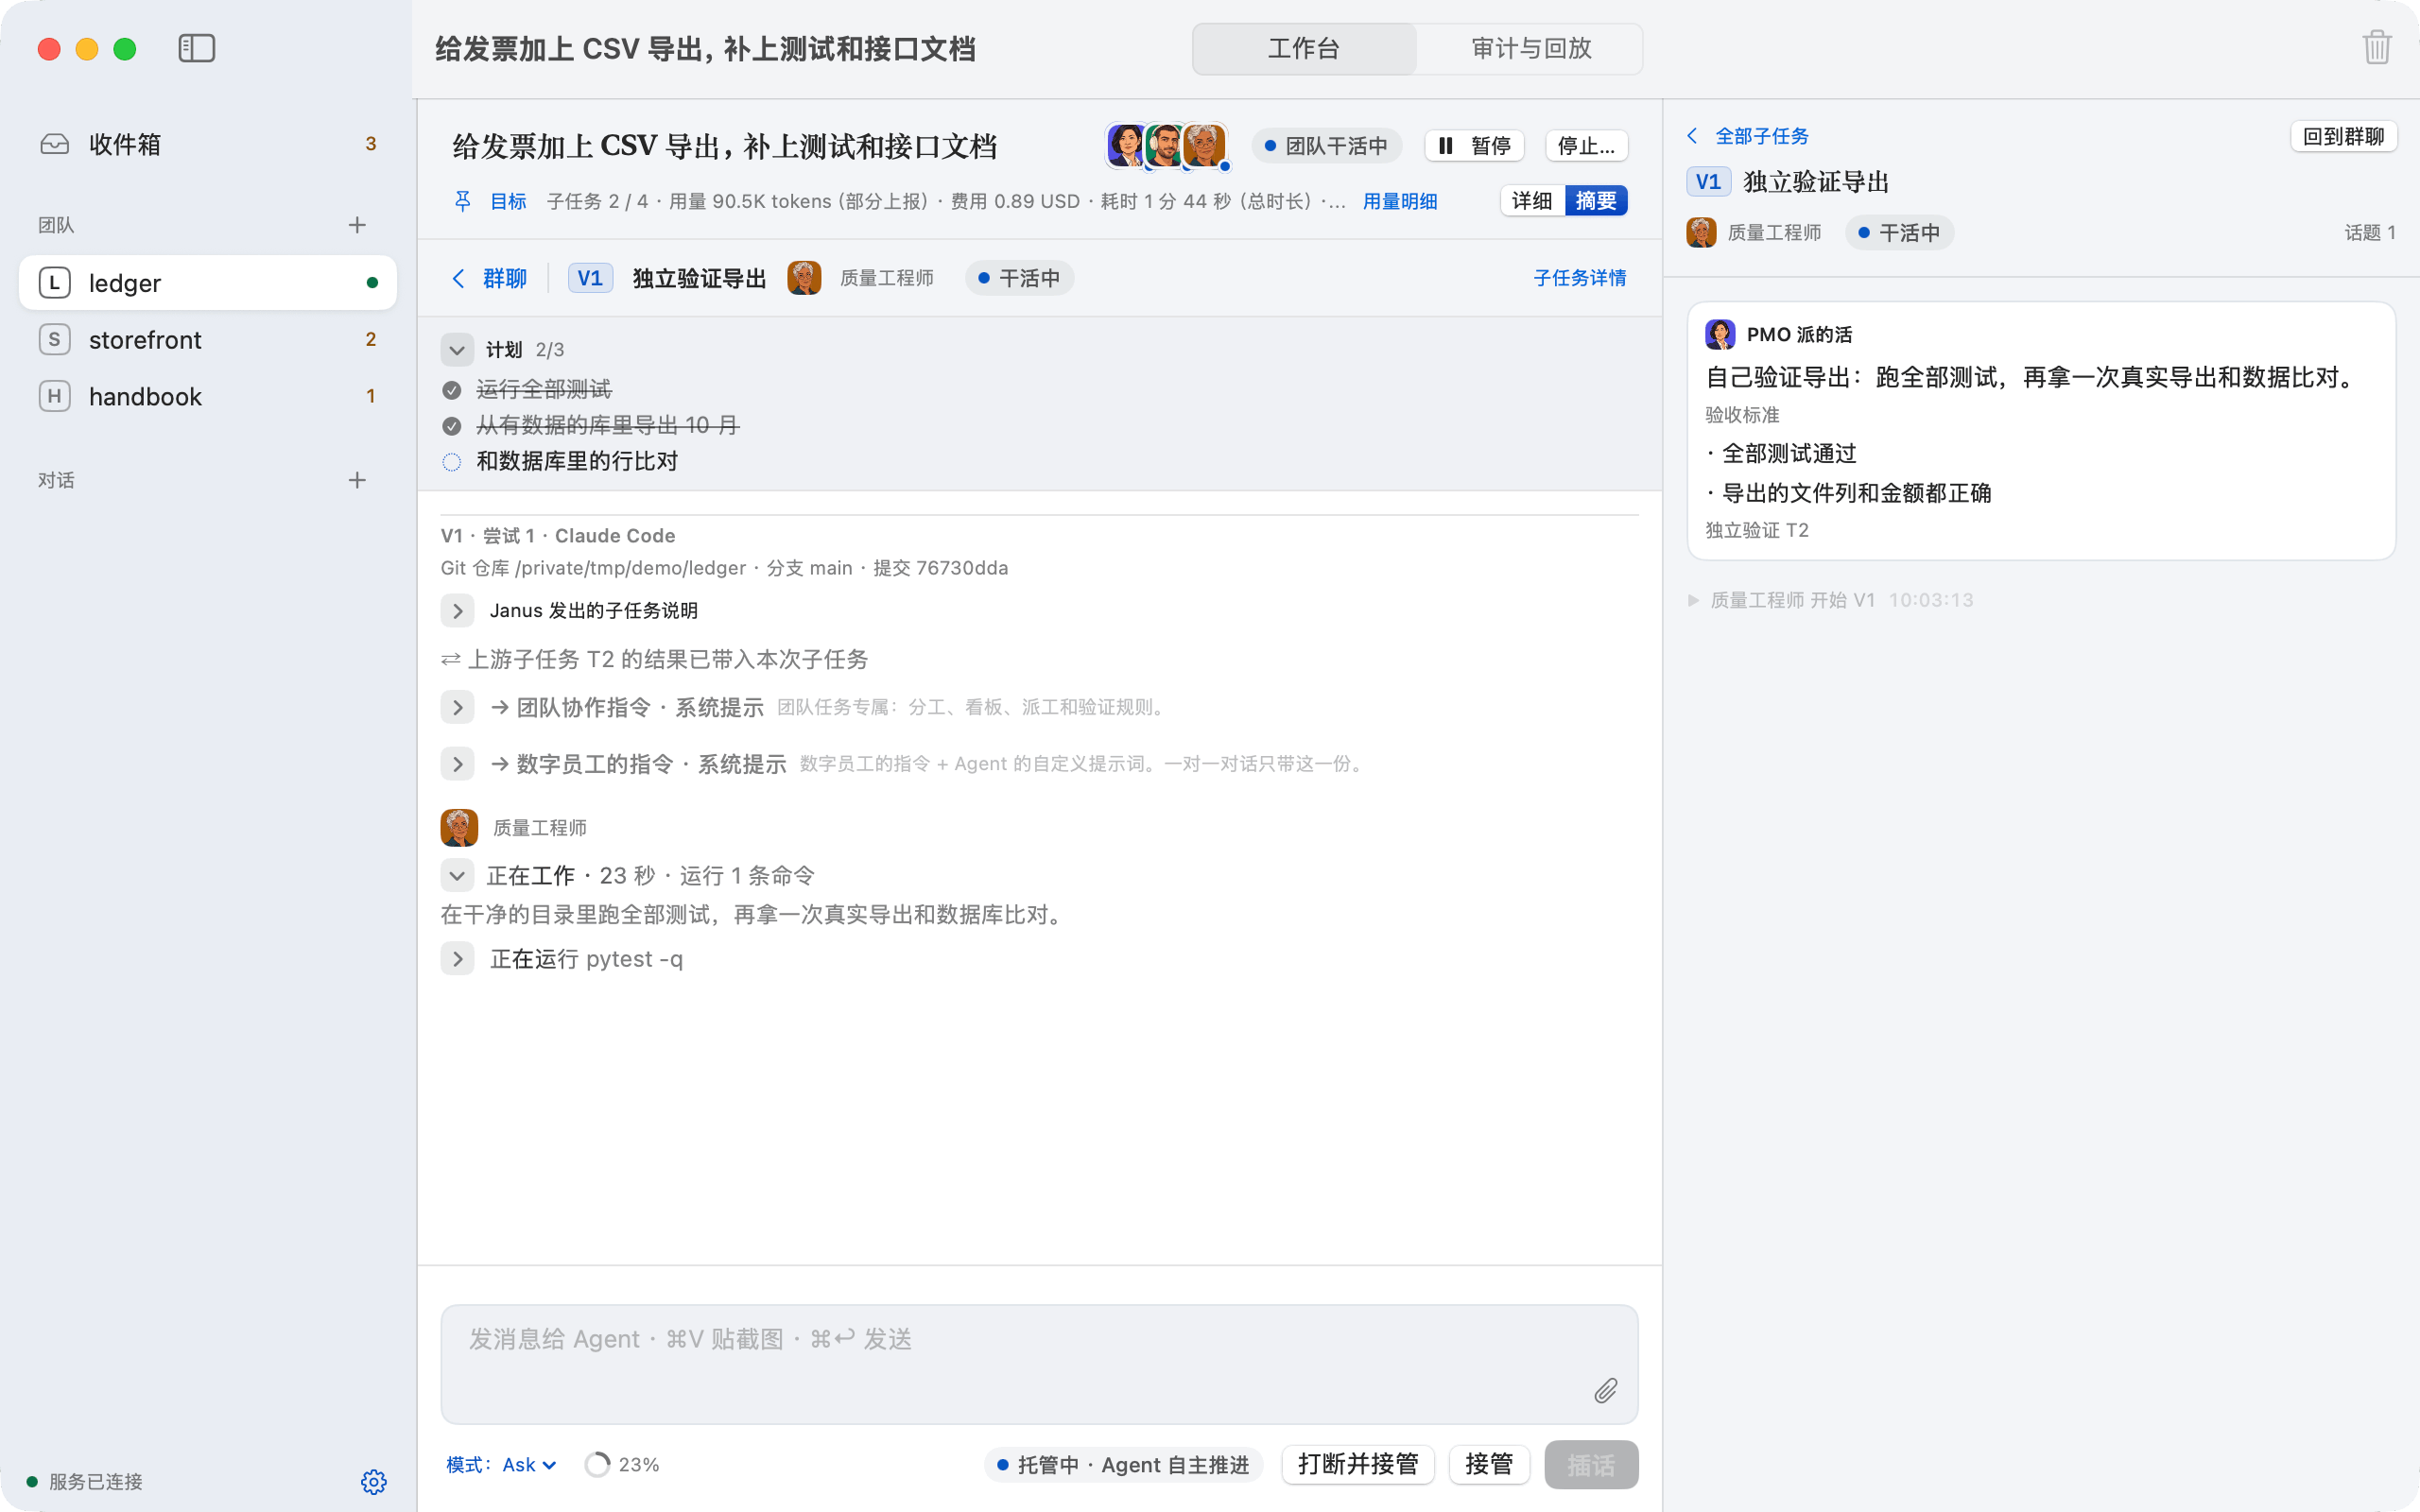 给发票加上 CSV 导出，补上测试和接口文档
工作台
审计与回放
收件箱
3
团队
L
ledger
S
storefront
2
H
handbook
1
对话
服务已连接
给发票加上 CSV 导出，补上测试和接口文档
团队干活中
暂停
停止...
目标
子任务 2 / 4 · 用量 90.5K tokens (部分上报) · 费用 0.89 USD · 耗时 1 分 44 秒 (总时长) ·...
用量明细
详细
摘要
群聊
V1
独立验证导出
质量工程师
干活中
子任务详情
计划 2/3
运行全部测试
从有数据的库里导出 10 月
和数据库里的行比对
V1 · 尝试 1 · Claude Code
Git 仓库 /private/tmp/demo/ledger · 分支 main · 提交 76730dda
Janus 发出的子任务说明
上游子任务 T2 的结果已带入本次子任务
→ 团队协作指令 · 系统提示 团队任务专属：分工、看板、派工和验证规则。
→ 数字员工的指令 · 系统提示 数字员工的指令 + Agent 的自定义提示词。一对一对话只带这一份。
质量工程师
正在工作 · 23 秒 · 运行 1 条命令
在干净的目录里跑全部测试，再拿一次真实导出和数据库比对。
正在运行 pytest -q
发消息给 Agent · ⌘V 贴截图 · ⌘↩ 发送
模式：Ask
23%
托管中 · Agent 自主推进
打断并接管
接管
插话
全部子任务
回到群聊
V1
独立验证导出
质量工程师
干活中
话题 1
PMO 派的活
自己验证导出：跑全部测试，再拿一次真实导出和数据比对。
验收标准
· 全部测试通过
· 导出的文件列和金额都正确
独立验证 T2
质量工程师 开始 V1 10:03:13